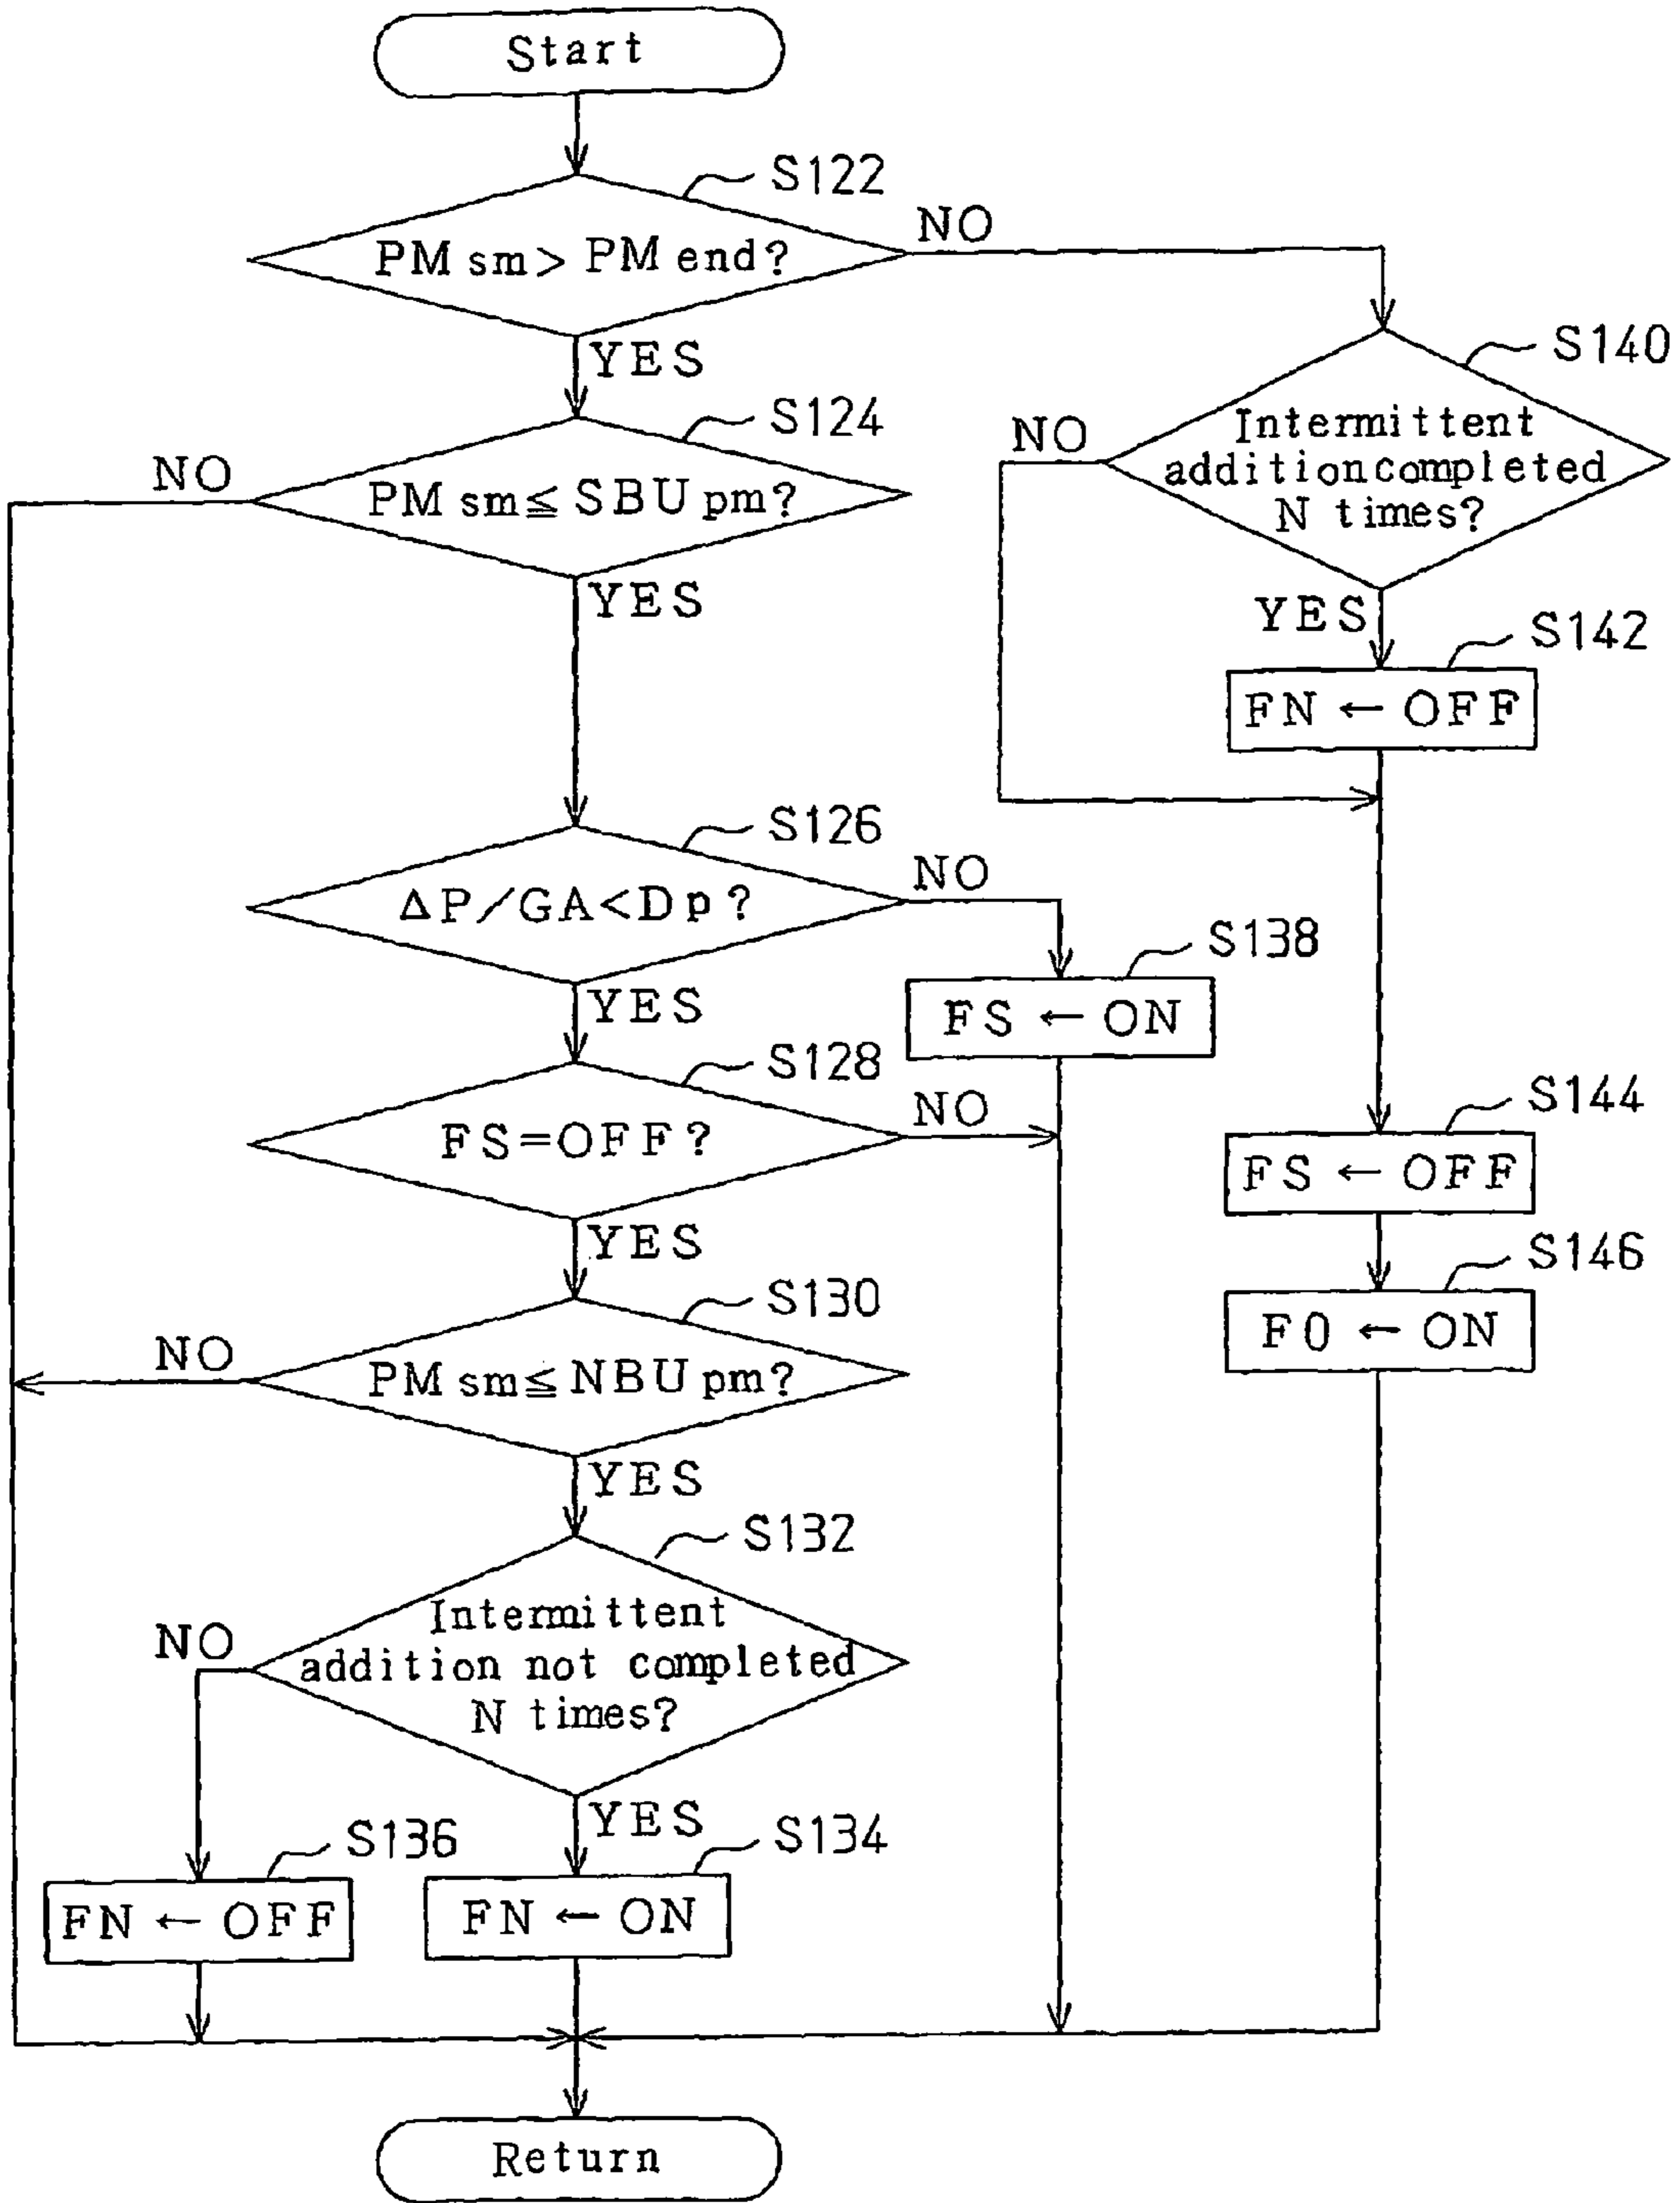 Start
S122
PM sm> PM end?
NO
YES
S124
NO
PM sm≦SBU pm?
YES
S140
NO
Intermittent
additioncompleted
N times?
YES
S142
FN ← OFF
S126
NO
ΔP/GA<Dp?
YES
S138
FS ← ON
S128
NO
FS=OFF?
YES
S144
FS ← OFF
S146
F0 ← ON
S130
NO
PM sm≦NBU pm?
YES
S132
NO
Intermittent
addition not completed
N times?
YES
S136
FN ← OFF
S134
FN ← ON
Return